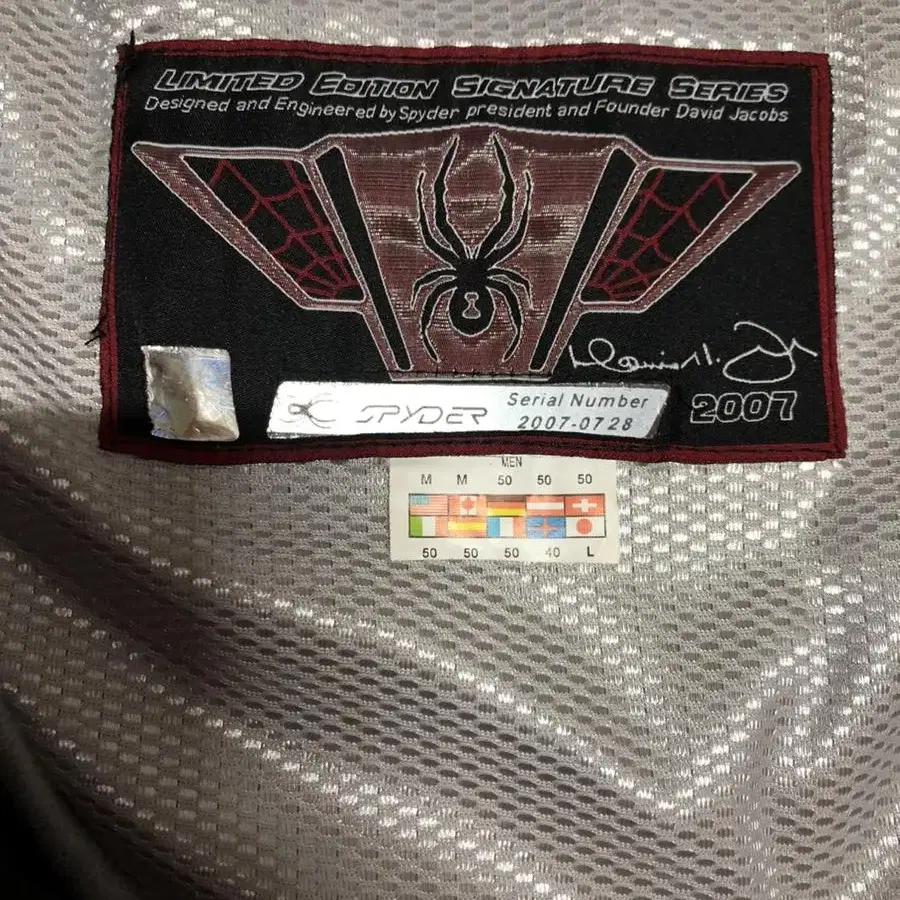 LIMITED EDITION SIGNATURE SERIES
Designed and Engineered by Spyder president and Founder David Jacobs
SPYDER
Serial Number
2007-0728
2007
MEN
M M 50 50 50
50 50 50 40 L